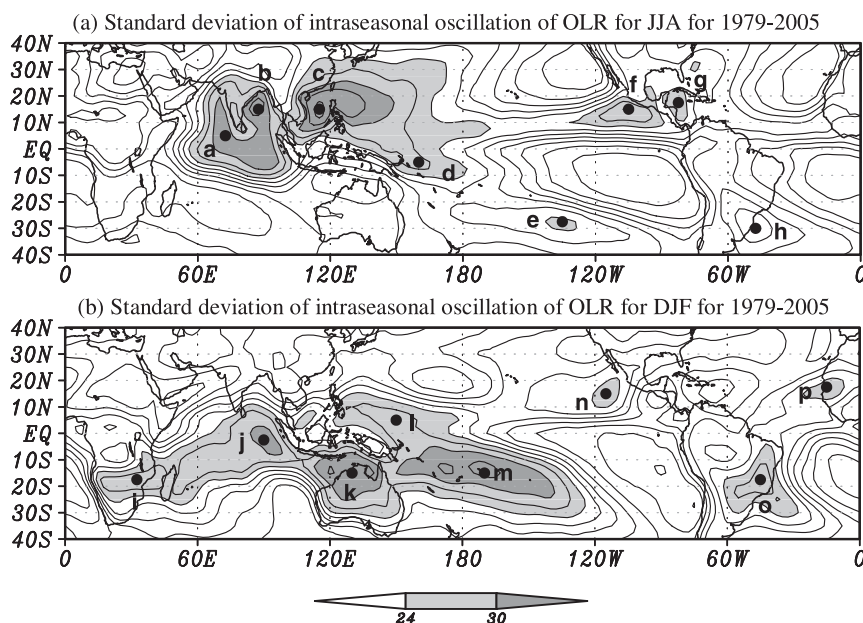 (a) Standard deviation of intraseasonal oscillation of OLR for JJA for 1979-2005
40N
30N
20N
10N
EQ
10S
20S
30S
40S
a
b
c
d
e
f
g
h
0 60E 120E 180 120W 60W 0
(b) Standard deviation of intraseasonal oscillation of OLR for DJF for 1979-2005
40N
30N
20N
10N
EQ
10S
20S
30S
40S
i
j
k
l
m
n
o
p
0 60E 120E 180 120W 60W 0
24 30